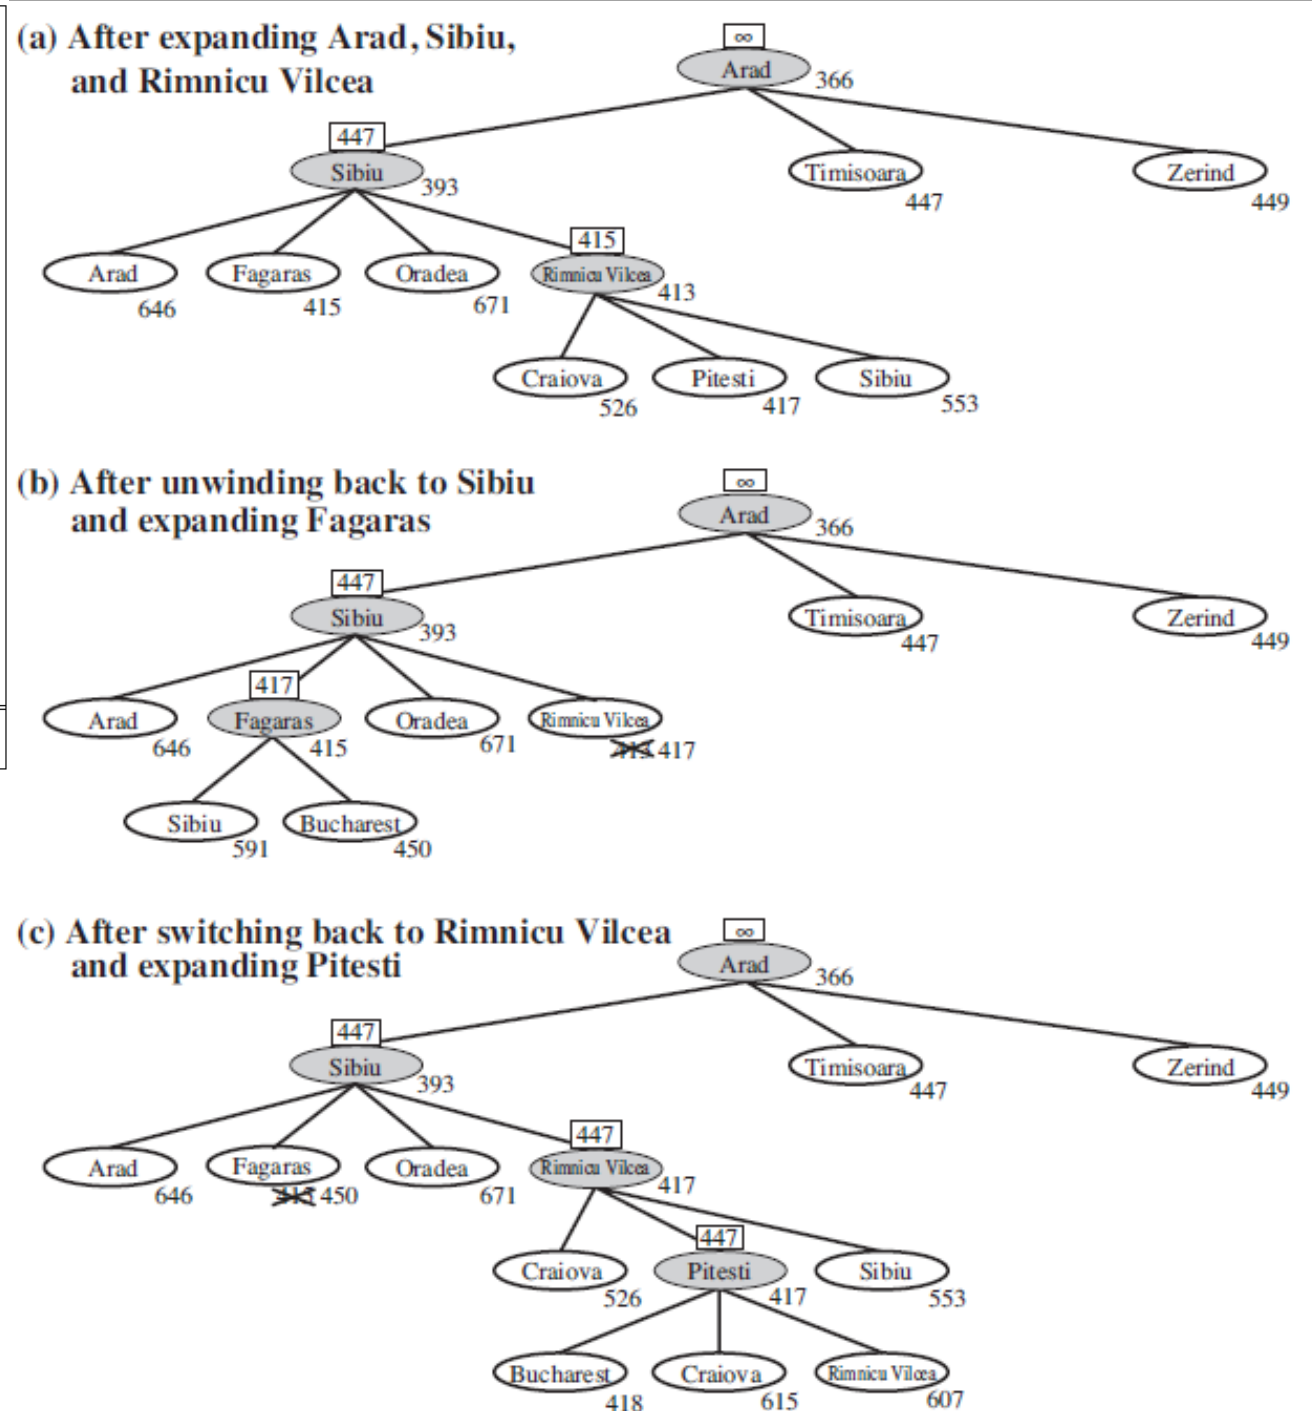 (a) After expanding Arad, Sibiu,
and Rimnicu Vilcea
∞
Arad
366
447
Sibiu
393
Timisoara
447
Zerind
449
Arad
646
Fagaras
415
Oradea
671
415
Rimnicu Vilcea
413
Craiova
526
Pitesti
417
Sibiu
553
(b) After unwinding back to Sibiu
and expanding Fagaras
∞
Arad
366
447
Sibiu
393
Timisoara
447
Zerind
449
Arad
646
417
Fagaras
415
Oradea
671
Rimnicu Vilcea
413 417
Sibiu
591
Bucharest
450
(c) After switching back to Rimnicu Vilcea
and expanding Pitesti
∞
Arad
366
447
Sibiu
393
Timisoara
447
Zerind
449
Arad
646
Fagaras
415 450
Oradea
671
447
Rimnicu Vilcea
417
Craiova
526
447
Pitesti
417
Sibiu
553
Bucharest
418
Craiova
615
Rimnicu Vilcea
607